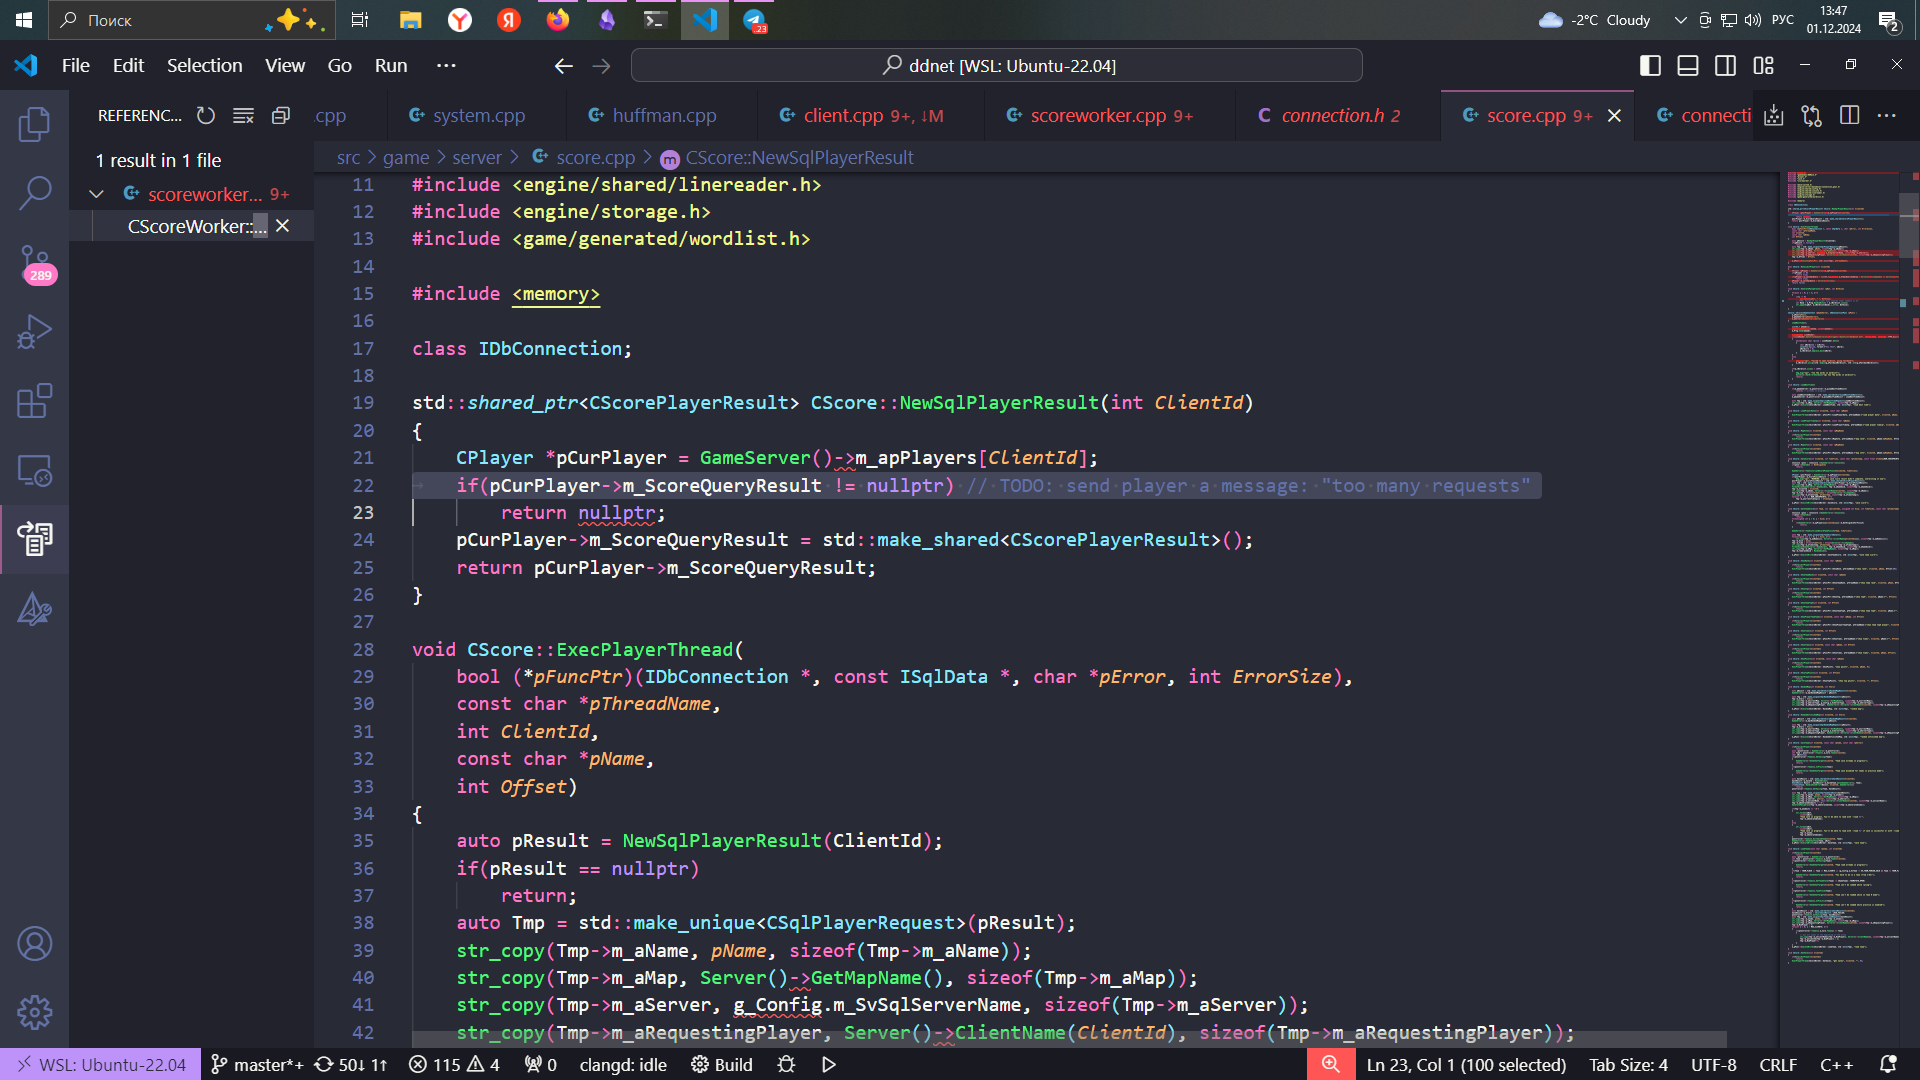 Поиск
23
-2°C Cloudy
РУС
13:47
01.12.2024
2
File Edit Selection View Go Run ···
ddnet [WSL: Ubuntu-22.04]
REFERENC...
.cpp
system.cpp
huffman.cpp
client.cpp 9+, ↓M
scoreworker.cpp 9+
C connection.h 2
score.cpp 9+
connecti
1 result in 1 file
scoreworker... 9+
CScoreWorker::...
289
src > game > server > score.cpp > m CScore::NewSqlPlayerResult
11 #include <engine/shared/linereader.h>
12 #include <engine/storage.h>
13 #include <game/generated/wordlist.h>
14
15 #include <memory>
16
17 class IDbConnection;
18
19 std::shared_ptr<CScorePlayerResult> CScore::NewSqlPlayerResult(int ClientId)
20 {
21 CPlayer *pCurPlayer = GameServer()->m_apPlayers[ClientId];
22 if(pCurPlayer->m_ScoreQueryResult != nullptr) // TODO: send player a message: "too many requests"
23 return nullptr;
24 pCurPlayer->m_ScoreQueryResult = std::make_shared<CScorePlayerResult>();
25 return pCurPlayer->m_ScoreQueryResult;
26 }
27
28 void CScore::ExecPlayerThread(
29 bool (*pFuncPtr)(IDbConnection *, const ISqlData *, char *pError, int ErrorSize),
30 const char *pThreadName,
31 int ClientId,
32 const char *pName,
33 int Offset)
34 {
35 auto pResult = NewSqlPlayerResult(ClientId);
36 if(pResult == nullptr)
37 return;
38 auto Tmp = std::make_unique<CSqlPlayerRequest>(pResult);
39 str_copy(Tmp->m_aName, pName, sizeof(Tmp->m_aName));
40 str_copy(Tmp->m_aMap, Server()->GetMapName(), sizeof(Tmp->m_aMap));
41 str_copy(Tmp->m_aServer, g_Config.m_SvSqlServerName, sizeof(Tmp->m_aServer));
42 str_copy(Tmp->m_aRequestingPlayer, Server()->ClientName(ClientId), sizeof(Tmp->m_aRequestingPlayer));
WSL: Ubuntu-22.04
master*+
50↓ 1↑
115
4
0
clangd: idle
Build
Ln 23, Col 1 (100 selected)
Tab Size: 4
UTF-8
CRLF
C++